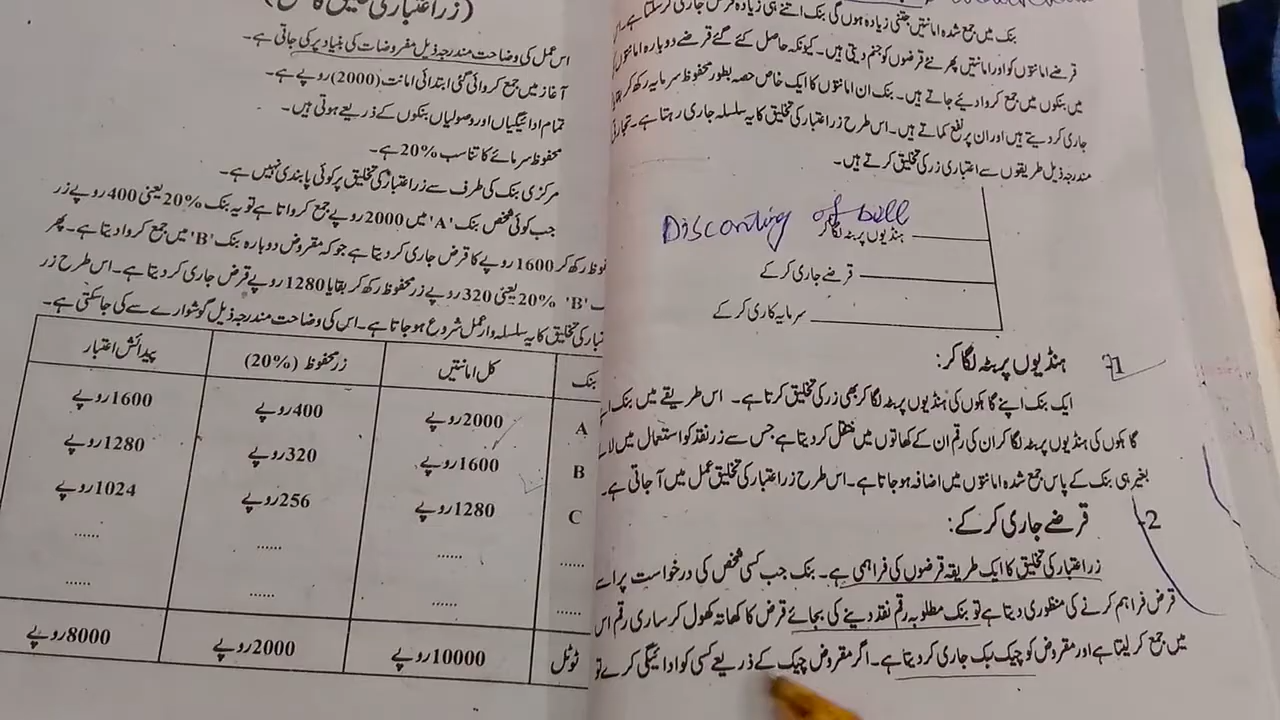 بنک میں جمع شدہ امانتیں جتنی زیادہ ہوں گی بنک اتنے ہی زیادہ قرض جاری کر سکتا ہے۔
قرضے امانتوں کو اور امانتیں پھر نئے قرضوں کو جنم دیتی ہیں۔ کیونکہ حاصل کئے گئے قرضے دوبارہ امانتوں
میں بنکوں میں جمع کروا دیئے جاتے ہیں۔ بنک ان امانتوں کا ایک خاص حصہ بطور محفوظ سرمایہ رکھ کر
جاری کر دیتے ہیں اور ان پر نفع کماتے ہیں۔ اس طرح زر اعتبار کی تخلیق کا یہ سلسلہ جاری رہتا ہے۔
مندرجہ ذیل طریقوں سے اعتباری زر کی تخلیق کرتے ہیں۔
Disconting of bill
ہنڈیوں پر بٹہ لگا کر
قرضے جاری کرکے
سرمایہ کاری کرکے
1 ہنڈیوں پر بٹہ لگا کر:
ایک بنک اپنے گاہکوں کی ہنڈیوں پر بٹہ لگا کر بھی زر کی تخلیق کرتا ہے۔ اس طریقے میں بنک
گاہکوں کی ہنڈیوں پر بٹہ لگا کر ان کی رقم ان کے کھاتوں میں منتقل کر دیتا ہے جس سے زر نقد کو استعمال میں لائے
بغیر ہی بنک کے پاس جمع شدہ امانتوں میں اضافہ ہو جاتا ہے۔ اس طرح زر اعتبار کی تخلیق عمل میں آ جاتی ہے۔
2- قرضے جاری کرکے:
زر اعتبار کی تخلیق کا ایک طریقہ قرضوں کی فراہمی ہے۔ بنک جب کسی شخص کی درخواست پر اسے
قرض فراہم کرنے کی منظوری دیتا ہے تو بنک مطلوبہ رقم نقد دینے کی بجائے قرض کا کھاتہ کھول کر ساری رقم اس
میں جمع کر لیتا ہے اور مقروض کو چیک بک جاری کر دیتا ہے۔ اگر مقروض چیک کے ذریعے کسی کو ادائیگی کرے تو
اس عمل کی وضاحت مندرجہ ذیل مفروضات کی بنیاد پر کی جاتی ہے۔
آغاز میں جمع کروائی گئی ابتدائی امانت (2000) روپے ہے۔
تمام ادائیگیاں اور وصولیاں بنکوں کے ذریعے ہوتی ہیں۔
محفوظ سرمائے کا تناسب 20% ہے۔
مرکزی بنک کی طرف سے زر اعتبار کی تخلیق پر کوئی پابندی نہیں ہے۔
جب کوئی شخص بنک 'A' میں 2000 روپے جمع کرواتا ہے تو یہ بنک 20% یعنی 400 روپے زر
رکھ کر 1600 روپے کا قرض جاری کر دیتا ہے جو کہ مقروض دوبارہ بنک 'B' میں جمع کروا دیتا ہے۔ پھر
'B' 20% یعنی 320 روپے زر محفوظ رکھ کر بقایا 1280 روپے قرض جاری کر دیتا ہے۔ اس طرح زر
کی تخلیق کا یہ سلسلہ وار عمل شروع ہو جاتا ہے۔ اس کی وضاحت مندرجہ ذیل گوشوارے سے کی جا سکتی ہے۔
بنک کل امانتیں زر محفوظ (20%) پیدائش اعتبار
A 2000 روپے 400 روپے 1600 روپے
B 1600 روپے 320 روپے 1280 روپے
C 1280 روپے 256 روپے 1024 روپے
...... ...... ...... ......
...... ...... ...... ......
ٹوٹل 10000 روپے 2000 روپے 8000 روپے